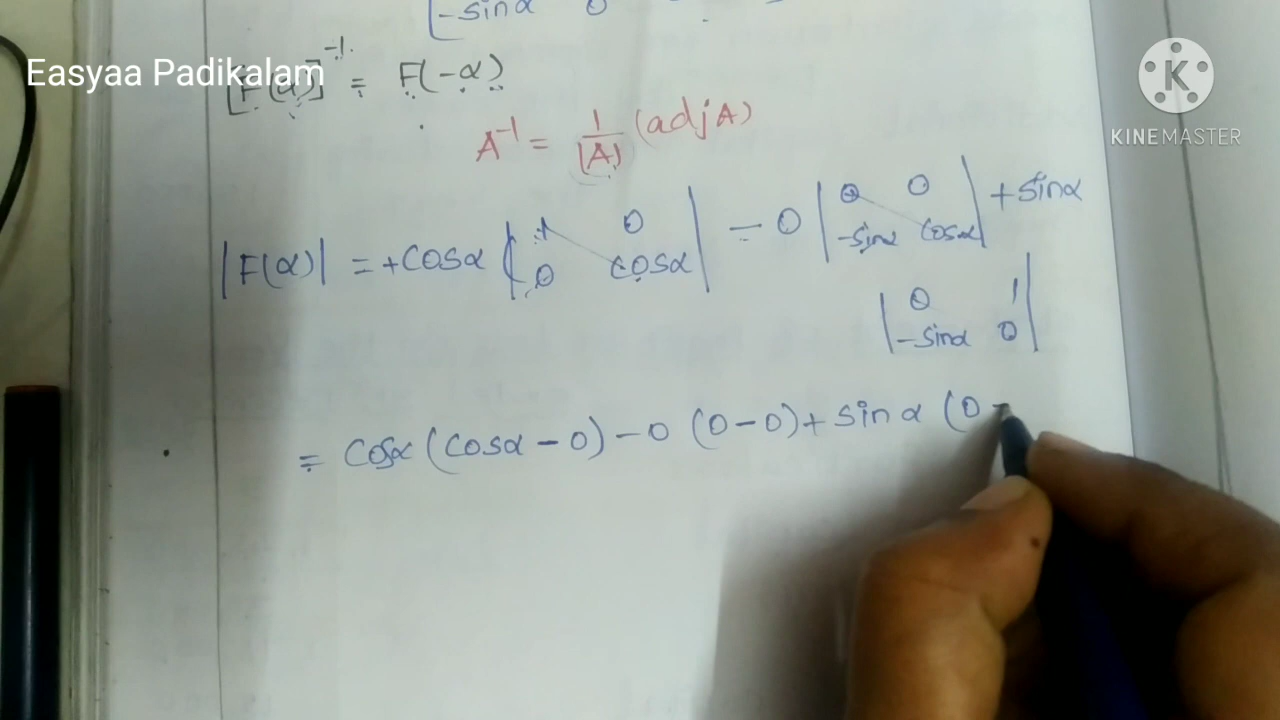 -sinα 0
Easyaa Padikalam
[F(α)]⁻¹ = F(-α)
KINEMASTER
A⁻¹ = 1/|A| (adj A)
|F(α)| = +cosα |1 0 0 cosα| - 0 |0 0 -sinα cosα| + sinα
|0 1 -sinα 0|
= cosα (cosα - 0) - 0 (0 - 0) + sinα (0 -